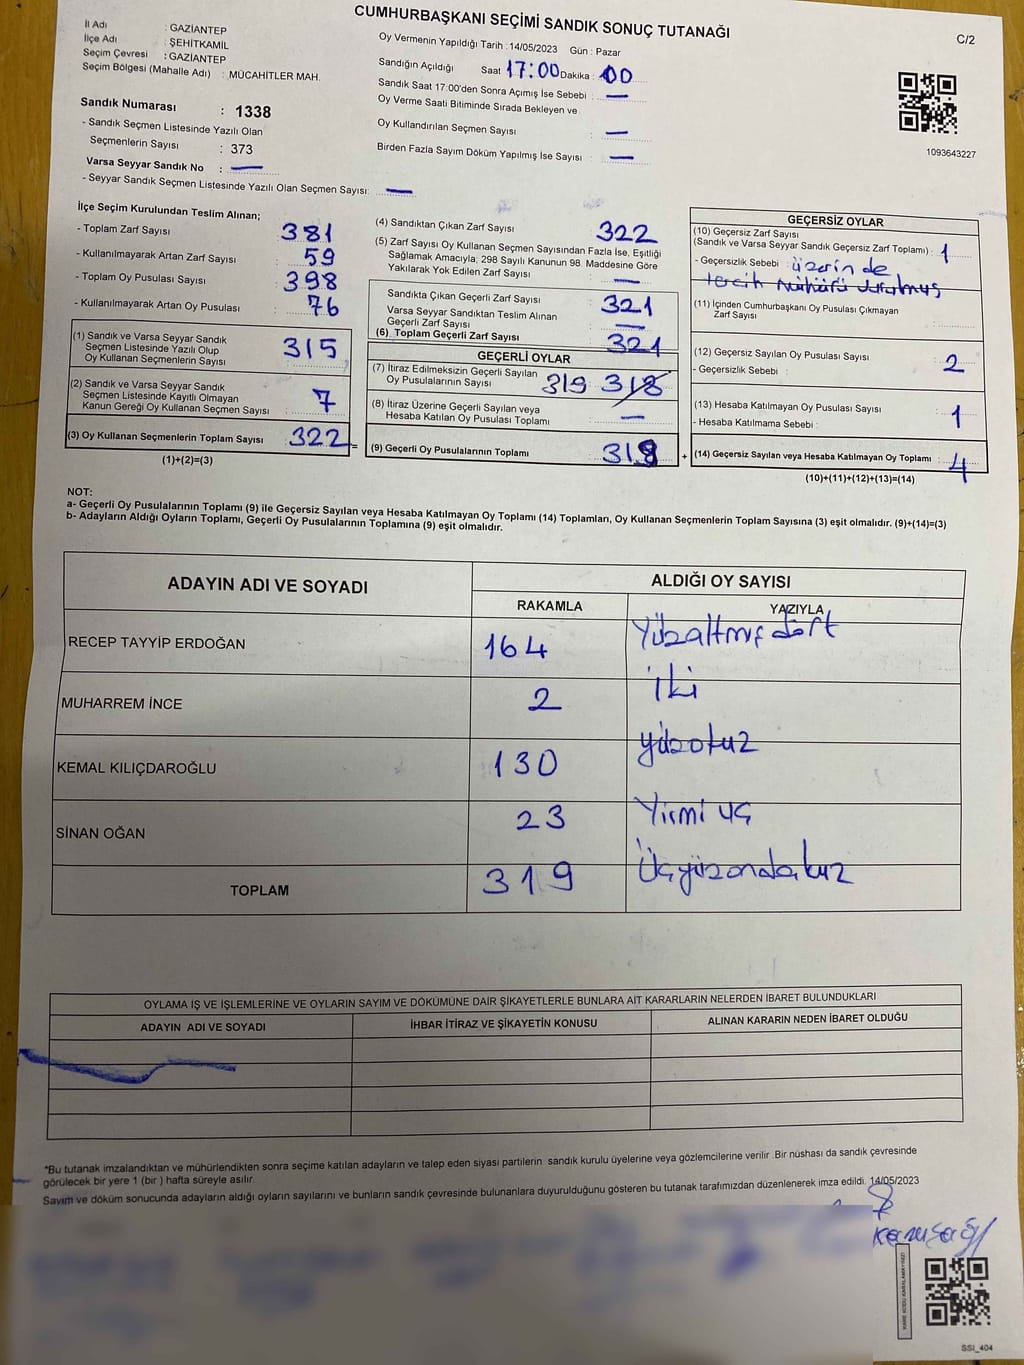 CUMHURBAŞKANI SEÇİMİ SANDIK SONUÇ TUTANAĞI
C/2
İl Adı : GAZİANTEP
İlçe Adı : ŞEHİTKAMİL
Seçim Çevresi : GAZİANTEP
Seçim Bölgesi (Mahalle Adı) : MÜCAHİTLER MAH.
Sandık Numarası : 1338
- Sandık Seçmen Listesinde Yazılı Olan
Seçmenlerin Sayısı : 373
Varsa Seyyar Sandık No : —
- Seyyar Sandık Seçmen Listesinde Yazılı Olan Seçmen Sayısı: —
Oy Vermenin Yapıldığı Tarih : 14/05/2023 Gün : Pazar
Sandığın Açıldığı Saat 17:00 Dakika : 00
Sandık Saat 17:00'den Sonra Açımış İse Sebebi : —
Oy Verme Saati Bitiminde Sırada Bekleyen ve
Oy Kullandırılan Seçmen Sayısı : —
Birden Fazla Sayım Döküm Yapılmış İse Sayısı : —
1093643227
İlçe Seçim Kurulundan Teslim Alınan;
- Toplam Zarf Sayısı 381
- Kullanılmayarak Artan Zarf Sayısı : 59
- Toplam Oy Pusulası Sayısı : 398
- Kullanılmayarak Artan Oy Pusulası 76
(1) Sandık ve Varsa Seyyar Sandık
Seçmen Listesinde Yazılı Olup
Oy Kullanan Seçmenlerin Sayısı : 315
(2) Sandık ve Varsa Seyyar Sandık
Seçmen Listesinde Kayıtlı Olmayan
Kanun Gereği Oy Kullanan Seçmen Sayısı : 7
(3) Oy Kullanan Seçmenlerin Toplam Sayısı : 322 =
(1)+(2)=(3)
(4) Sandıktan Çıkan Zarf Sayısı 322
(5) Zarf Sayısı Oy Kullanan Seçmen Sayısından Fazla İse, Eşitliği
Sağlamak Amacıyla; 298 Sayılı Kanunun 98. Maddesine Göre
Yakılarak Yok Edilen Zarf Sayısı : —
Sandıkta Çıkan Geçerli Zarf Sayısı : 321
Varsa Seyyar Sandıktan Teslim Alınan
Geçerli Zarf Sayısı —
(6) Toplam Geçerli Zarf Sayısı : 321
GEÇERLİ OYLAR
(7) İtiraz Edilmeksizin Geçerli Sayılan
Oy Pusulalarının Sayısı 319 318
(8) İtiraz Üzerine Geçerli Sayılan veya
Hesaba Katılan Oy Pusulası Toplamı : —
(9) Geçerli Oy Pusulalarının Toplamı +
GEÇERSİZ OYLAR
(10) Geçersiz Zarf Sayısı
(Sandık ve Varsa Seyyar Sandık Geçersiz Zarf Toplamı) : 1
- Geçersizlik Sebebi : üzerinde
tercih mührü vurulmuş
(11) İçinden Cumhurbaşkanı Oy Pusulası Çıkmayan
Zarf Sayısı
(12) Geçersiz Sayılan Oy Pusulası Sayısı : 2
- Geçersizlik Sebebi :
(13) Hesaba Katılmayan Oy Pusulası Sayısı : 1
- Hesaba Katılmama Sebebi :
(14) Geçersiz Sayılan veya Hesaba Katılmayan Oy Toplamı : 4
(10)+(11)+(12)+(13)=(14)
NOT:
a- Geçerli Oy Pusulalarının Toplamı (9) ile Geçersiz Sayılan veya Hesaba Katılmayan Oy Toplamı (14) Toplamları, Oy Kullanan Seçmenlerin Toplam Sayısına (3) eşit olmalıdır. (9)+(14)=(3)
b- Adayların Aldığı Oyların Toplamı, Geçerli Oy Pusulalarının Toplamına (9) eşit olmalıdır.
ADAYIN ADI VE SOYADI
ALDIĞI OY SAYISI
RAKAMLA YAZIYLA
RECEP TAYYİP ERDOĞAN 164 Yüzaltmışdört
MUHARREM İNCE 2 iki
KEMAL KILIÇDAROĞLU 130 yüzotuz
SİNAN OĞAN 23 Yirmi üç
TOPLAM 319 Üçyüzondokuz
OYLAMA İŞ VE İŞLEMLERİNE VE OYLARIN SAYIM VE DÖKÜMÜNE DAİR ŞİKAYETLERLE BUNLARA AİT KARARLARIN NELERDEN İBARET BULUNDUKLARI
ADAYIN ADI VE SOYADI İHBAR İTİRAZ VE ŞİKAYETİN KONUSU ALINAN KARARIN NEDEN İBARET OLDUĞU
*Bu tutanak imzalandıktan ve mühürlendikten sonra seçime katılan adayların ve talep eden siyasi partilerin sandık kurulu üyelerine veya gözlemcilerine verilir .Bir nüshası da sandık çevresinde
görülecek bir yere 1 (bir ) hafta süreyle asılır.
Sayım ve döküm sonucunda adayların aldığı oyların sayılarını ve bunların sandık çevresinde bulunanlara duyurulduğunu gösteren bu tutanak tarafımızdan düzenlenerek imza edildi. 14/05/2023
KARE KODU KARALAMAYINIZ!
SSI_404